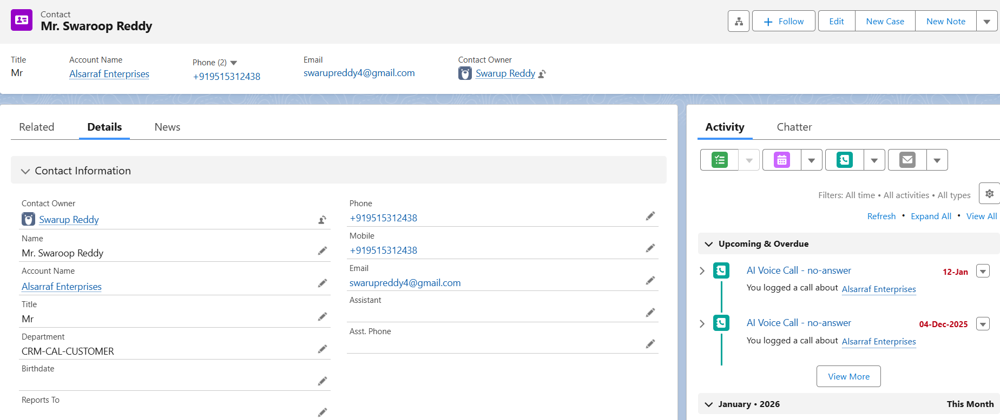 Contact
Mr. Swaroop Reddy
Follow
Edit
New Case
New Note
Title
Mr
Account Name
Alsarraf Enterprises
Phone (2)
+919515312438
Email
swarupreddy4@gmail.com
Contact Owner
Swarup Reddy
Related
Details
News
Contact Information
Contact Owner
Swarup Reddy
Name
Mr. Swaroop Reddy
Account Name
Alsarraf Enterprises
Title
Mr
Department
CRM-CAL-CUSTOMER
Birthdate
Reports To
Phone
+919515312438
Mobile
+919515312438
Email
swarupreddy4@gmail.com
Assistant
Asst. Phone
Activity
Chatter
Filters: All time • All activities • All types
Refresh • Expand All • View All
Upcoming & Overdue
AI Voice Call - no-answer
12-Jan
You logged a call about Alsarraf Enterprises
AI Voice Call - no-answer
04-Dec-2025
You logged a call about Alsarraf Enterprises
View More
January • 2026
This Month